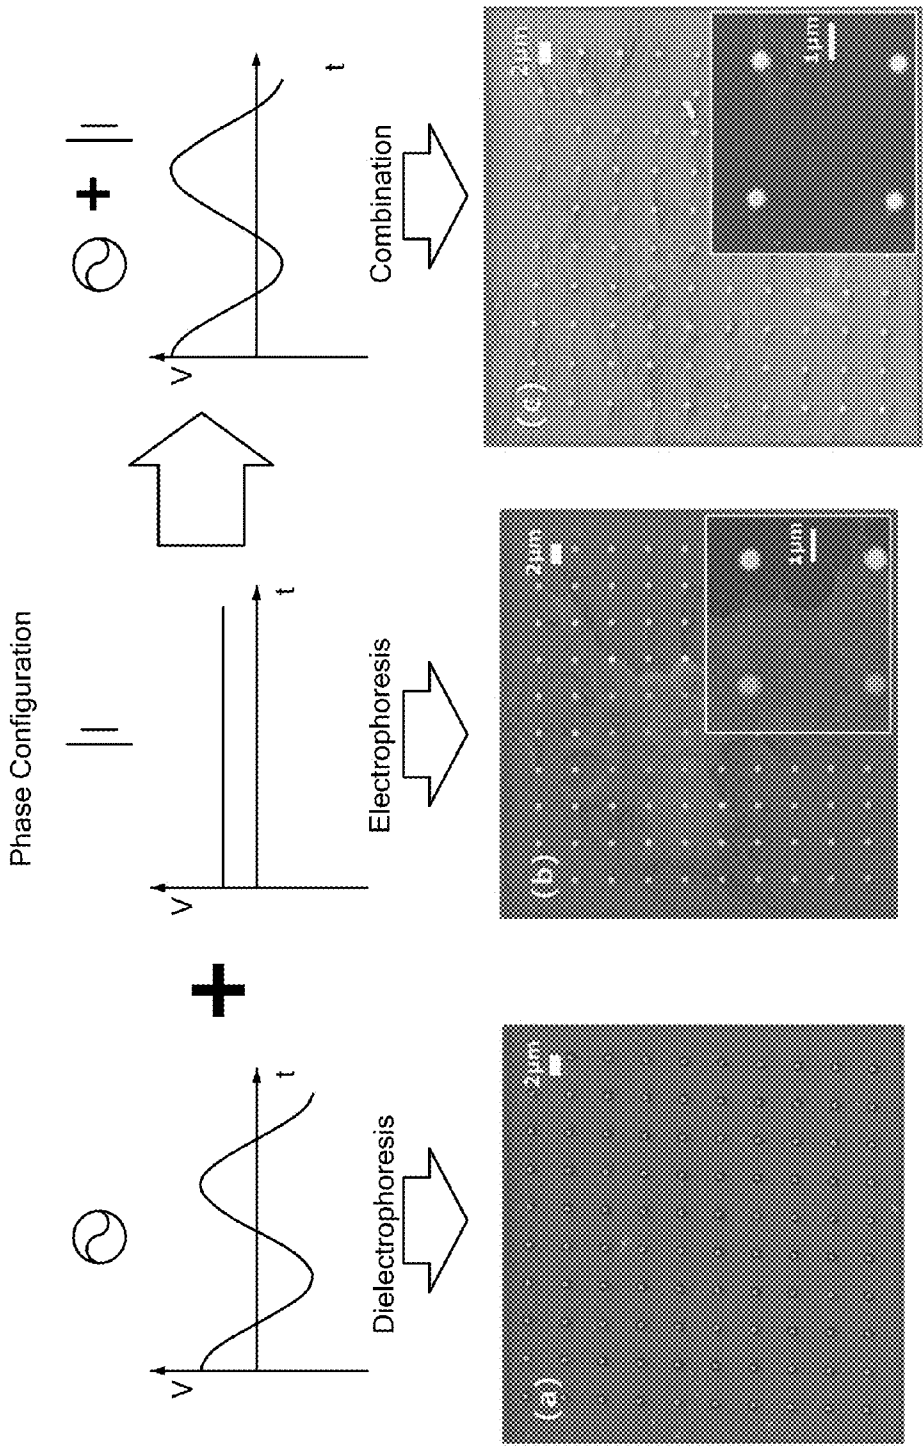 Phase Configuration
V
t
V
t
V
t
Dielectrophoresis
Electrophoresis
Combination
(a)
2μm
(b)
2μm
1μm
(c)
2μm
1μm